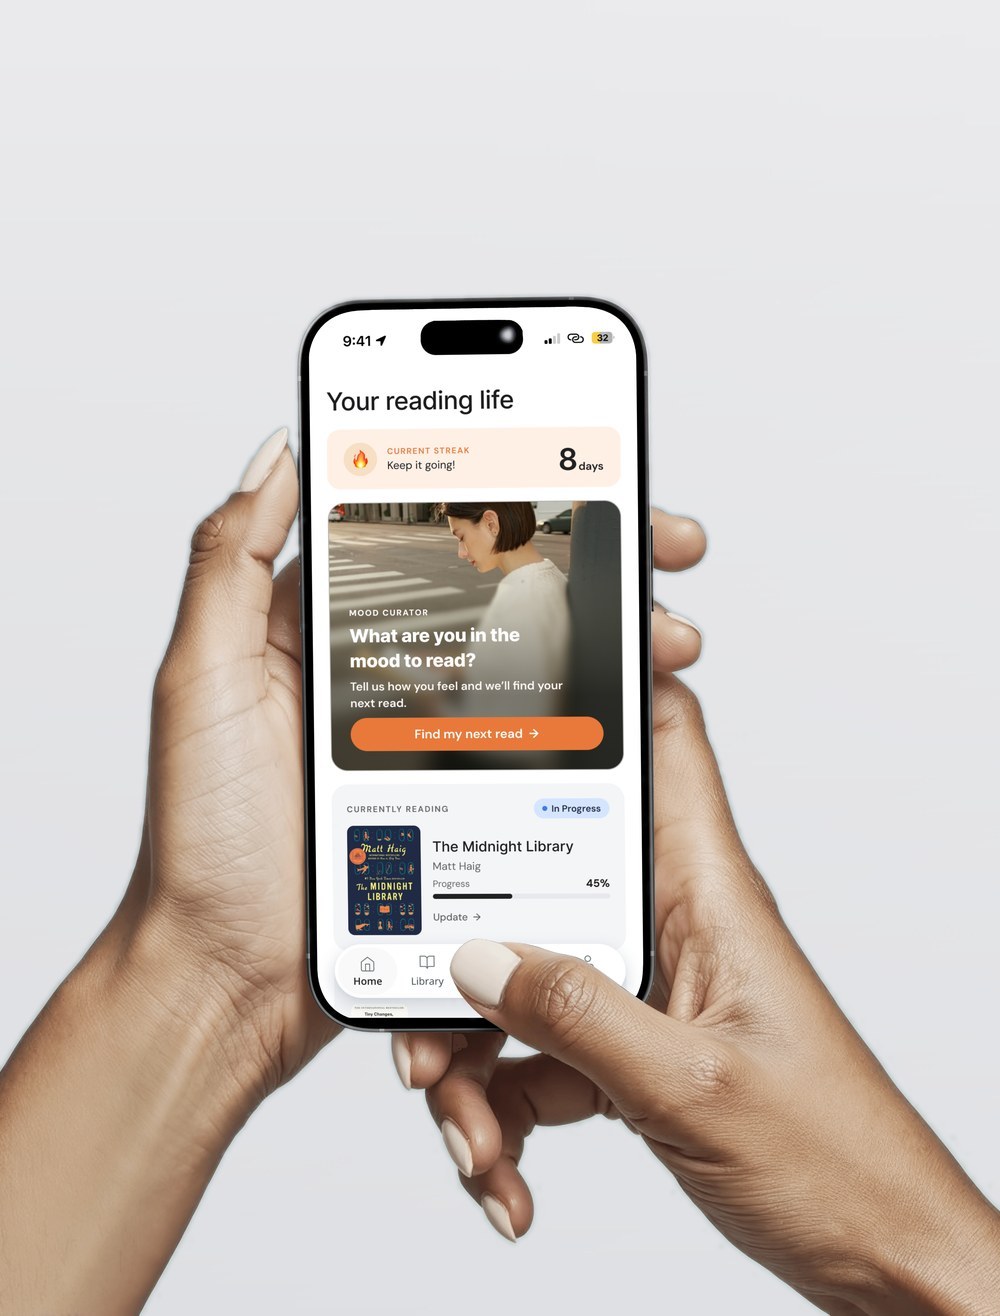 9:41
32
Your reading life
CURRENT STREAK
Keep it going!
8 days
MOOD CURATOR
What are you in the
mood to read?
Tell us how you feel and we'll find your
next read.
Find my next read →
CURRENTLY READING
In Progress
Matt Haig
The MIDNIGHT
LIBRARY
The Midnight Library
Matt Haig
Progress
45%
Update →
Home
Library
Tiny Changes,